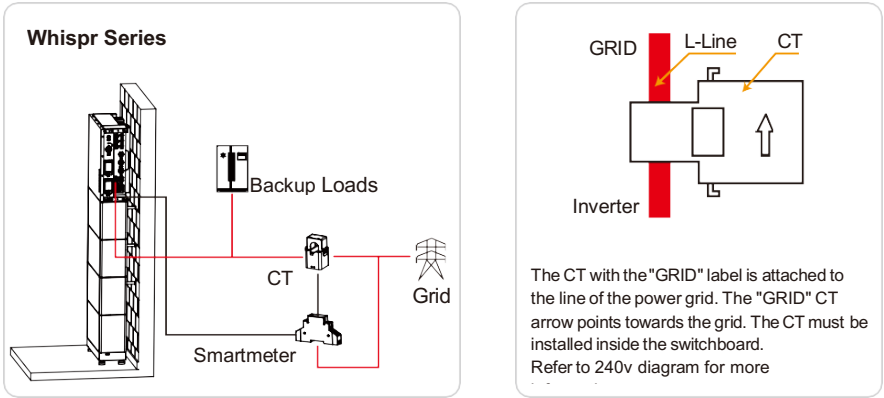 Whispr Series
Backup Loads
CT
Grid
Smartmeter
GRID
L-Line
CT
Inverter
The CT with the "GRID" label is attached to
the line of the power grid. The "GRID" CT
arrow points towards the grid. The CT must be
installed inside the switchboard.
Refer to 240v diagram for more